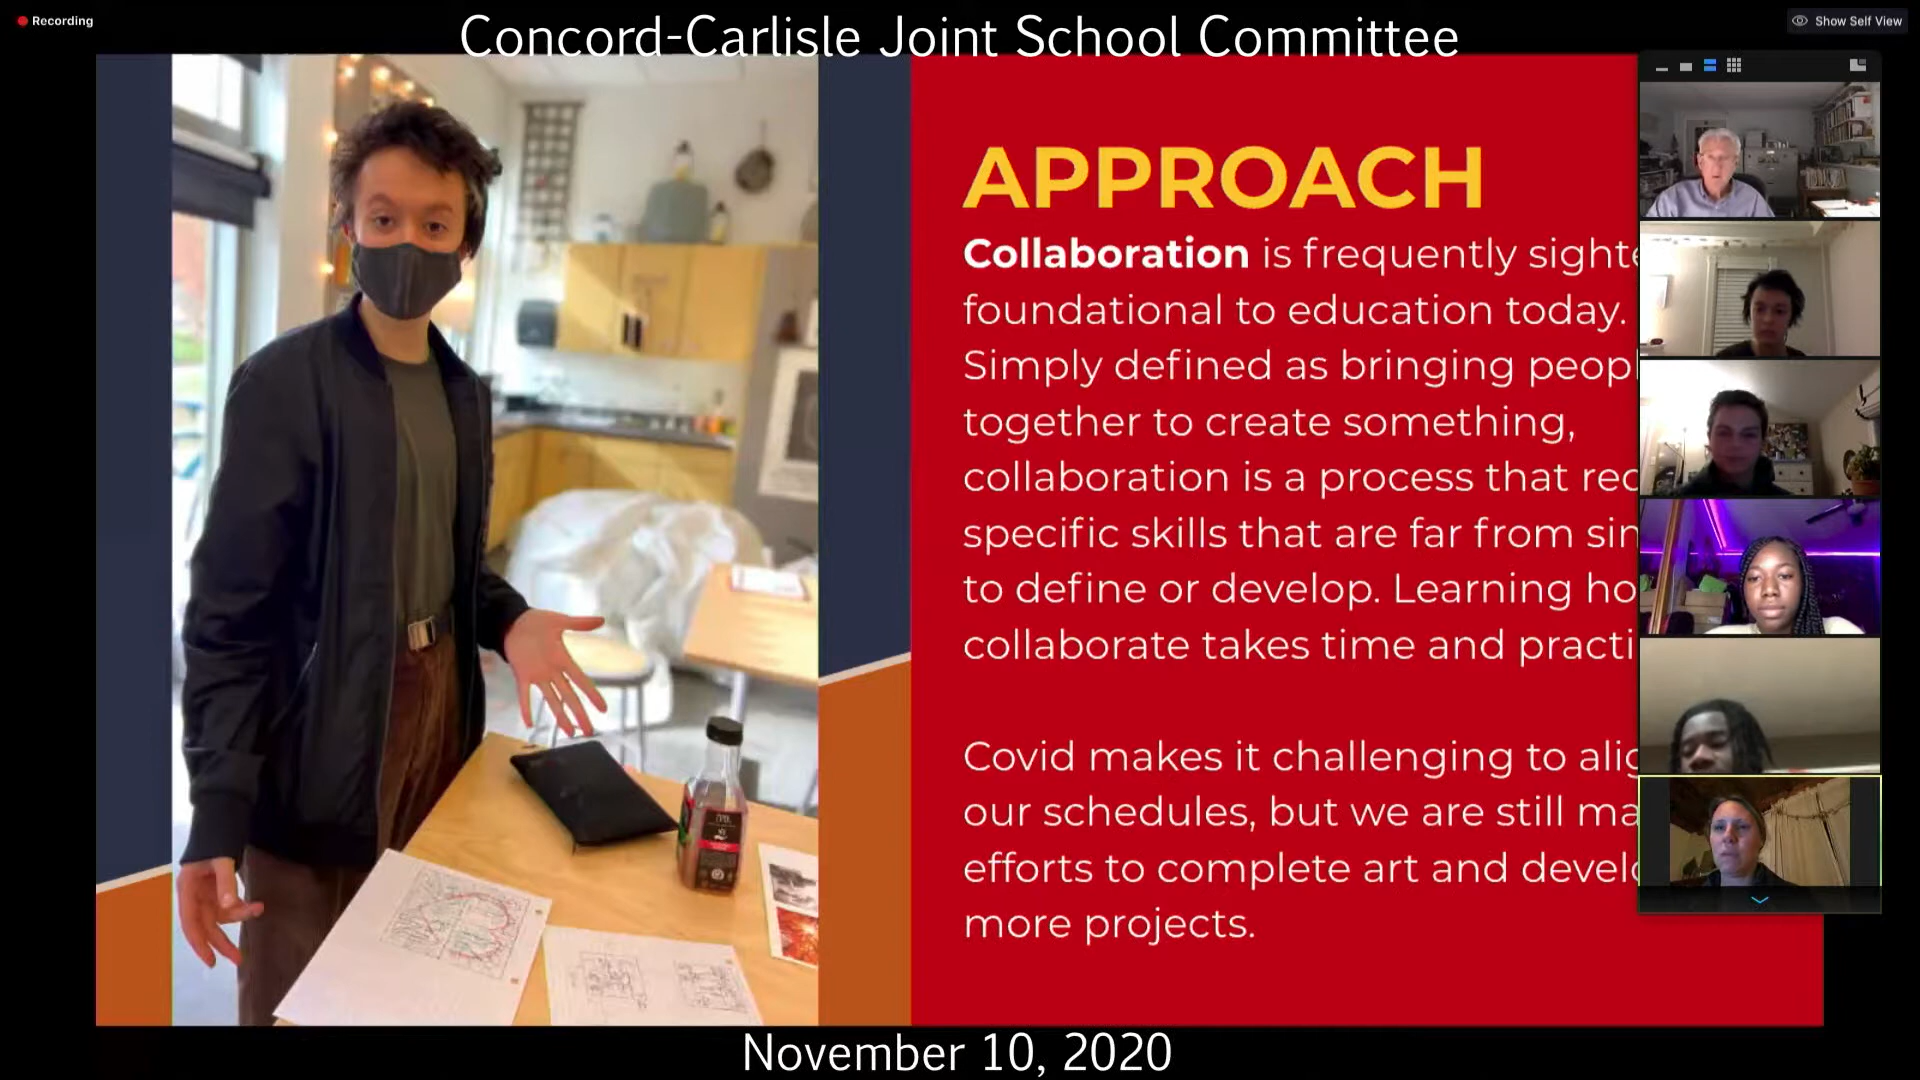 Recording
Concord-Carlisle Joint School Committee
Show Self View
APPROACH
Collaboration is frequently sighte
foundational to education today.
Simply defined as bringing peopl
together to create something,
collaboration is a process that req
specific skills that are far from sim
to define or develop. Learning ho
collaborate takes time and practi
Covid makes it challenging to alig
our schedules, but we are still ma
efforts to complete art and develo
more projects.
November 10, 2020